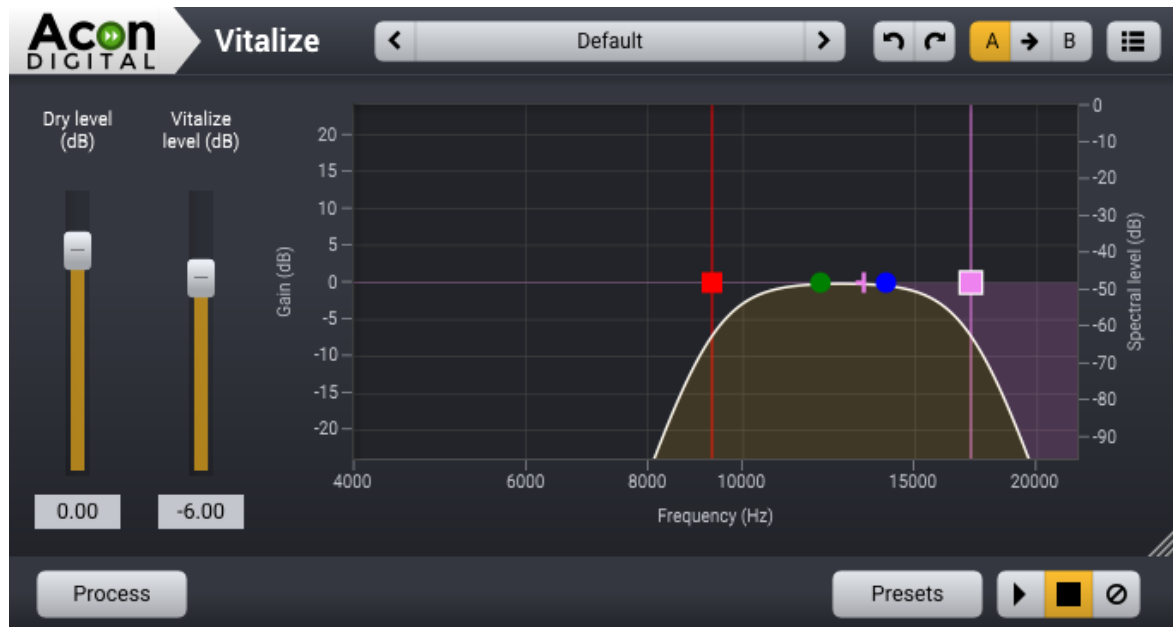 Acon
DIGITAL
Vitalize
Default
A
B
Dry level
(dB)
Vitalize
level (dB)
0.00
-6.00
Gain (dB)
20
15
10
5
0
-5
-10
-15
-20
0
-10
-20
-30
-40
-50
-60
-70
-80
-90
Spectral level (dB)
4000 6000 8000 10000 15000 20000
Frequency (Hz)
Process
Presets